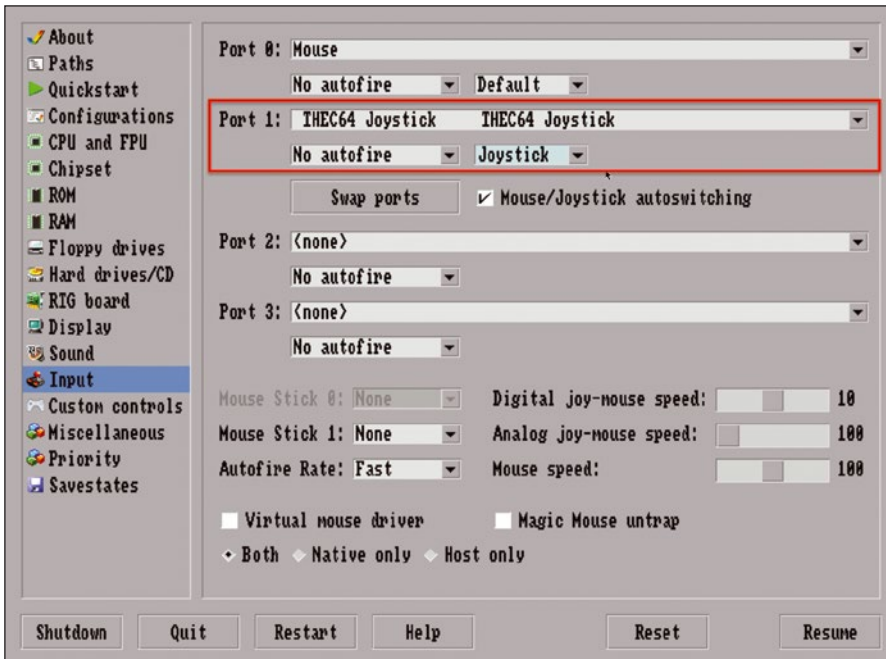 About
Paths
Quickstart
Configurations
CPU and FPU
Chipset
ROM
RAM
Floppy drives
Hard drives/CD
RTG board
Display
Sound
Input
Custom controls
Miscellaneous
Priority
Savestates
Port 0: Mouse
No autofire Default
Port 1: THEC64 Joystick THEC64 Joystick
No autofire Joystick
Swap ports Mouse/Joystick autoswitching
Port 2: <none>
No autofire
Port 3: <none>
No autofire
Mouse Stick 0: None Digital joy-mouse speed: 10
Mouse Stick 1: None Analog joy-mouse speed: 100
Autofire Rate: Fast Mouse speed: 100
Virtual mouse driver Magic Mouse untrap
Both Native only Host only
Shutdown Quit Restart Help Reset Resume